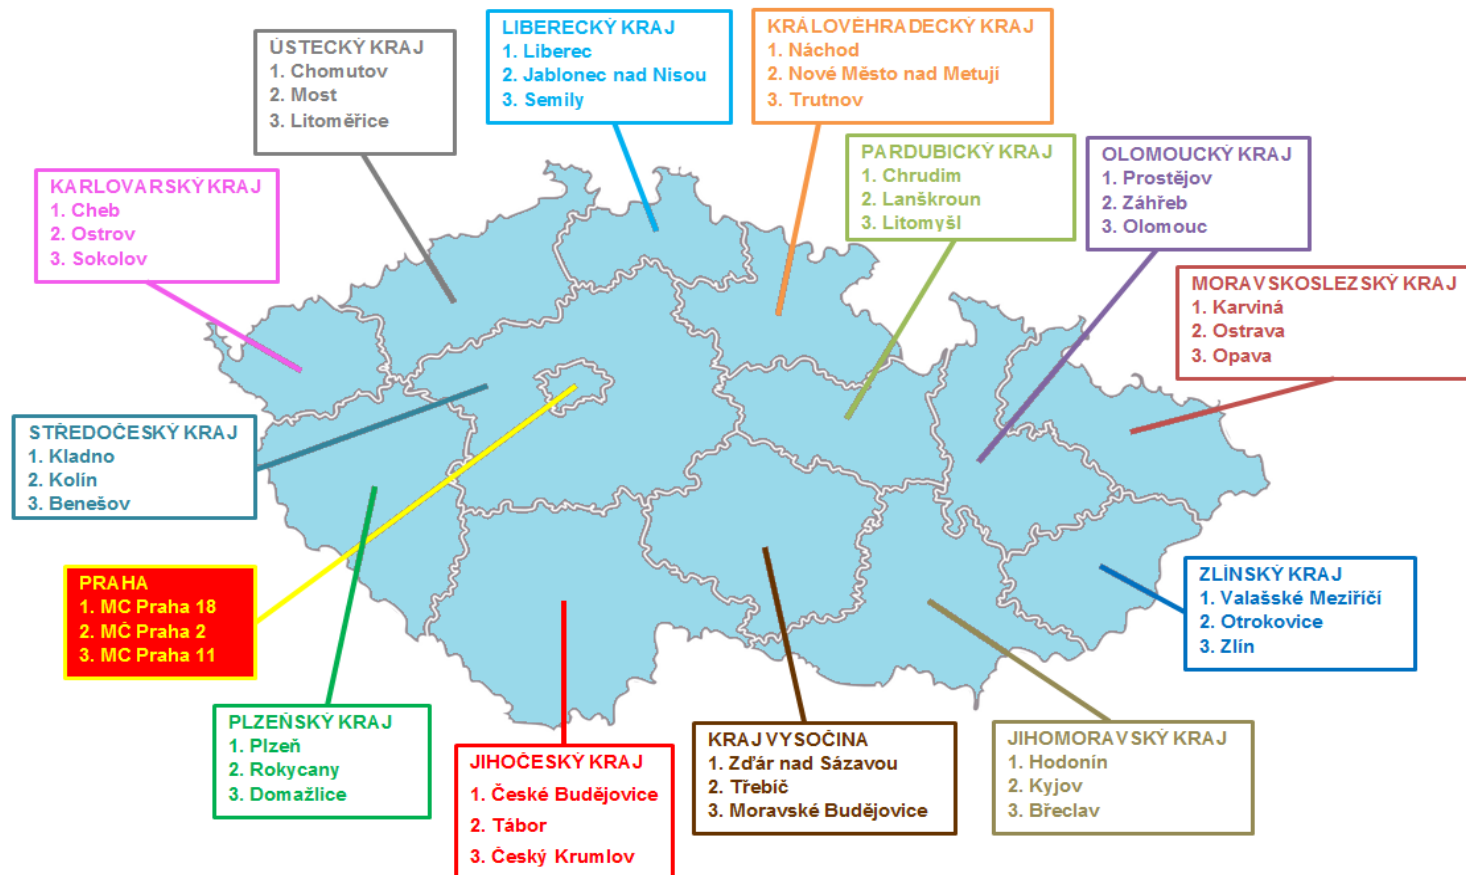 LIBERECKÝ KRAJ
1. Liberec
2. Jablonec nad Nisou
3. Semily
KRÁLOVÉHRADECKÝ KRAJ
1. Náchod
2. Nové Město nad Metují
3. Trutnov
ÚSTECKÝ KRAJ
1. Chomutov
2. Most
3. Litoměřice
PARDUBICKÝ KRAJ
1. Chrudim
2. Lanškroun
3. Litomyšl
OLOMOUCKÝ KRAJ
1. Prostějov
2. Záhřeb
3. Olomouc
KARLOVARSKÝ KRAJ
1. Cheb
2. Ostrov
3. Sokolov
MORAVSKOSLEZSKÝ KRAJ
1. Karviná
2. Ostrava
3. Opava
STŘEDOČESKÝ KRAJ
1. Kladno
2. Kolín
3. Benešov
PRAHA
1. MC Praha 18
2. MČ Praha 2
3. MC Praha 11
ZLÍNSKÝ KRAJ
1. Valašské Meziříčí
2. Otrokovice
3. Zlín
PLZEŇSKÝ KRAJ
1. Plzeň
2. Rokycany
3. Domažlice
JIHOČESKÝ KRAJ
1. České Budějovice
2. Tábor
3. Český Krumlov
KRAJ VYSOČINA
1. Zďár nad Sázavou
2. Třebíč
3. Moravské Budějovice
JIHOMORAVSKÝ KRAJ
1. Hodonín
2. Kyjov
3. Břeclav